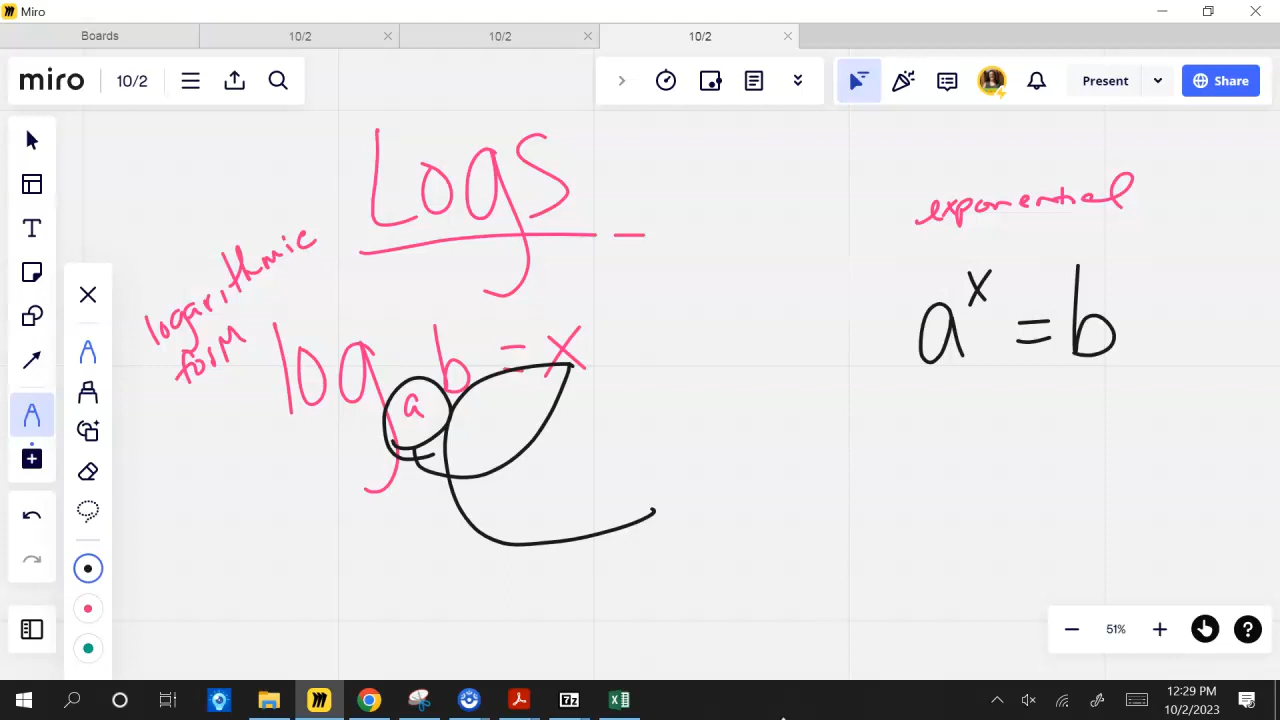 Miro
Boards
10/2
10/2
10/2
miro
10/2
Present
Share
Logs
exponential
logarithmic
form
log_a b = x
a^x = b
51%
12:29 PM
10/2/2023